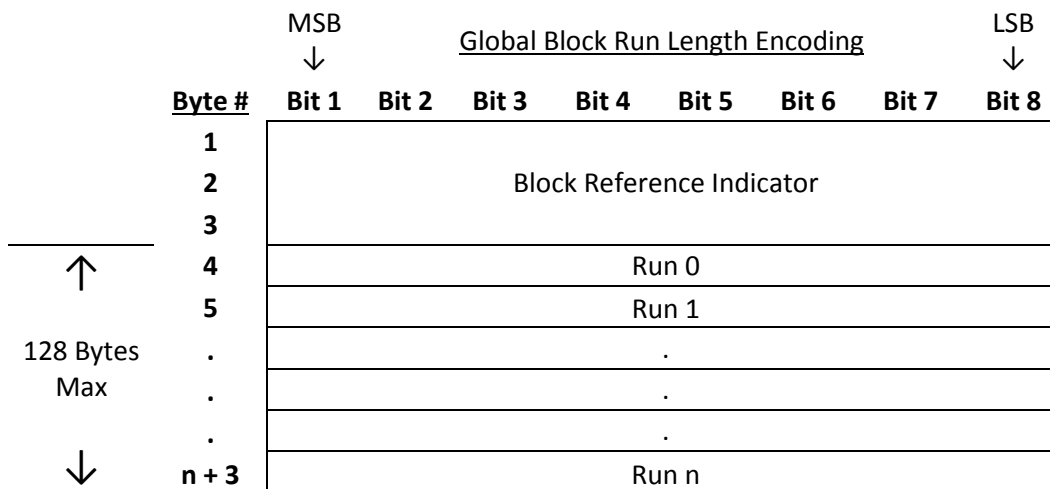 MSB Global Block Run Length Encoding LSB
↓ ↓
Byte # Bit 1 Bit 2 Bit 3 Bit 4 Bit 5 Bit 6 Bit 7 Bit 8
1
2 Block Reference Indicator
3
↑ 4 Run 0
5 Run 1
128 Bytes . .
Max . .
. .
↓ n + 3 Run n